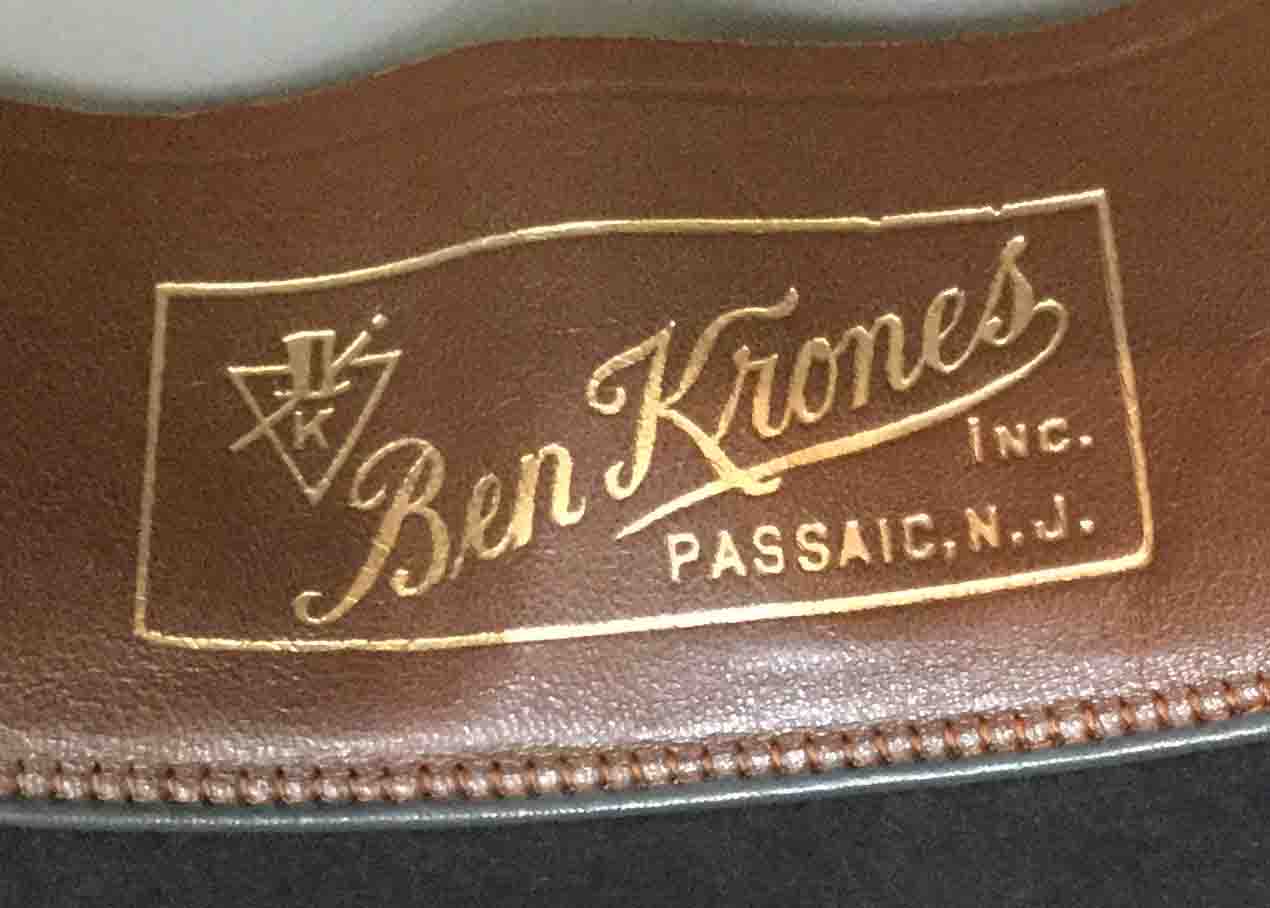 K
Ben Krones
INC.
PASSAIC, N. J.